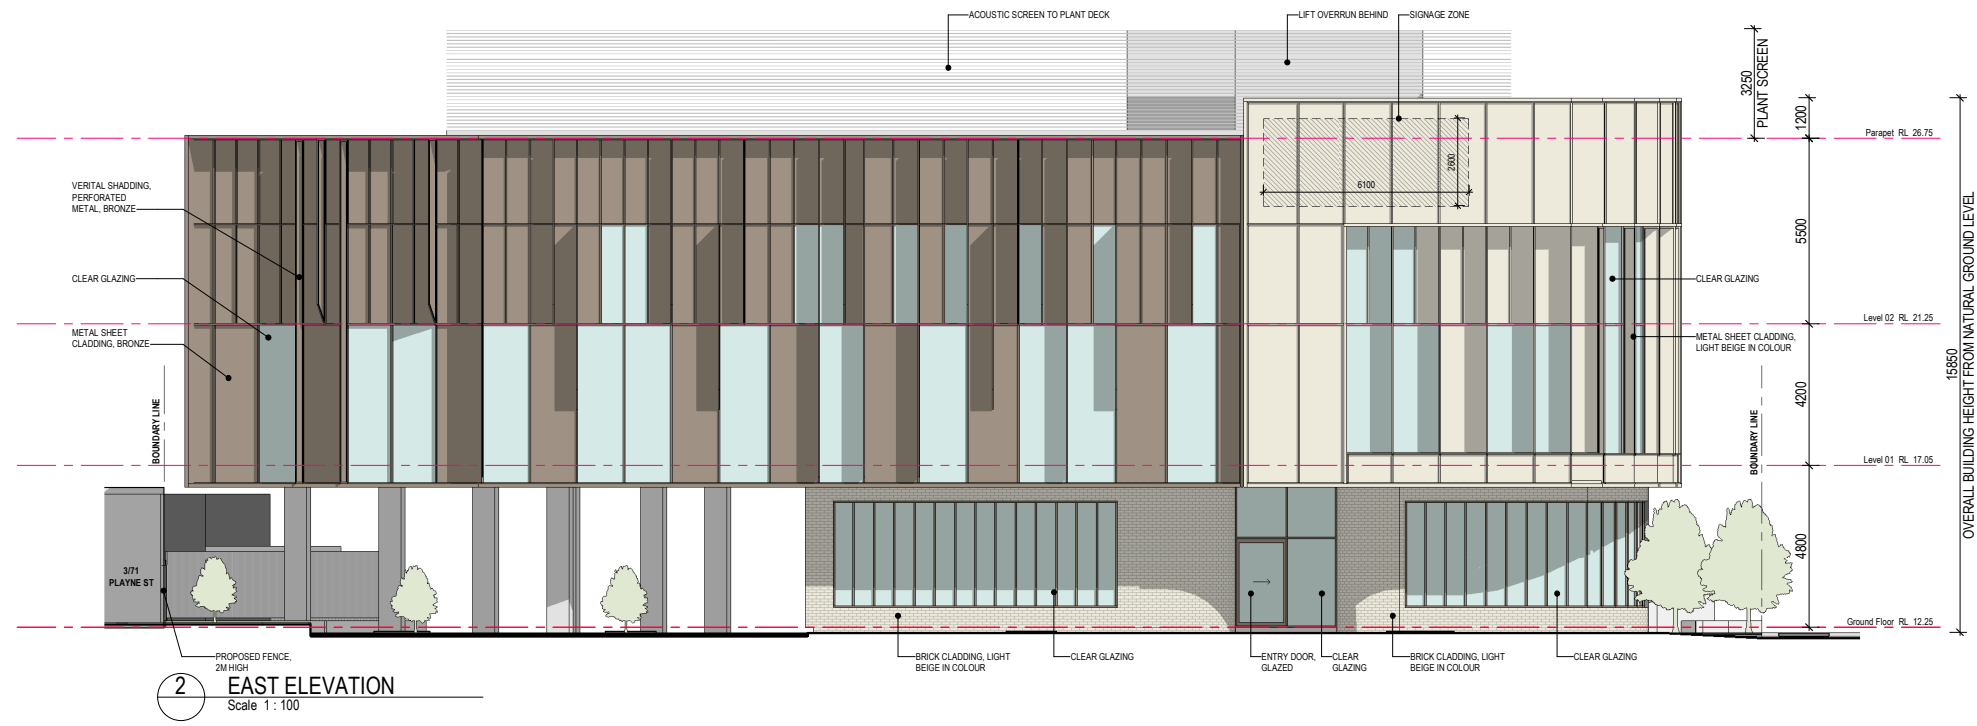 ACOUSTIC SCREEN TO PLANT DECK
LIFT OVERRUN BEHIND
SIGNAGE ZONE
3250
PLANT SCREEN
1200
Parapet RL 26.75
VERITAL SHADDING,
PERFORATED
METAL, BRONZE
2600
6100
5500
CLEAR GLAZING
CLEAR GLAZING
Level 02 RL 21.25
METAL SHEET
CLADDING, BRONZE
METAL SHEET CLADDING,
LIGHT BEIGE IN COLOUR
15850
OVERALL BUILDING HEIGHT FROM NATURAL GROUND LEVEL
4200
BOUNDARY LINE
BOUNDARY LINE
Level 01 RL 17.05
4800
3/71
PLAYNE ST
Ground Floor RL 12.25
PROPOSED FENCE,
2M HIGH
BRICK CLADDING, LIGHT
BEIGE IN COLOUR
CLEAR GLAZING
ENTRY DOOR,
GLAZED
CLEAR
GLAZING
BRICK CLADDING, LIGHT
BEIGE IN COLOUR
CLEAR GLAZING
2
EAST ELEVATION
Scale 1 : 100